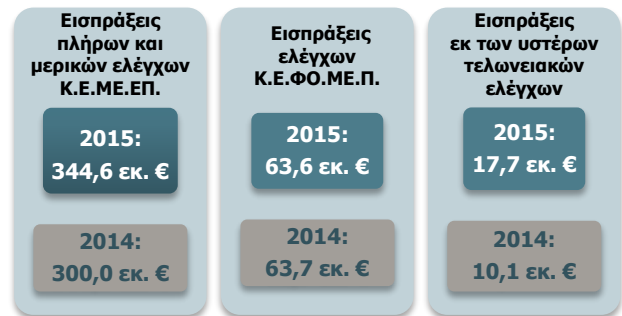 Εισπράξεις
πλήρων και
μερικών ελέγχων
Κ.Ε.ΜΕ.ΕΠ.
2015:
344,6 εκ. €
2014:
300,0 εκ. €
Εισπράξεις
ελέγχων
Κ.Ε.ΦΟ.ΜΕ.Π.
2015:
63,6 εκ. €
2014:
63,7 εκ. €
Εισπράξεις
εκ των υστέρων
τελωνειακών
ελέγχων
2015:
17,7 εκ. €
2014:
10,1 εκ. €